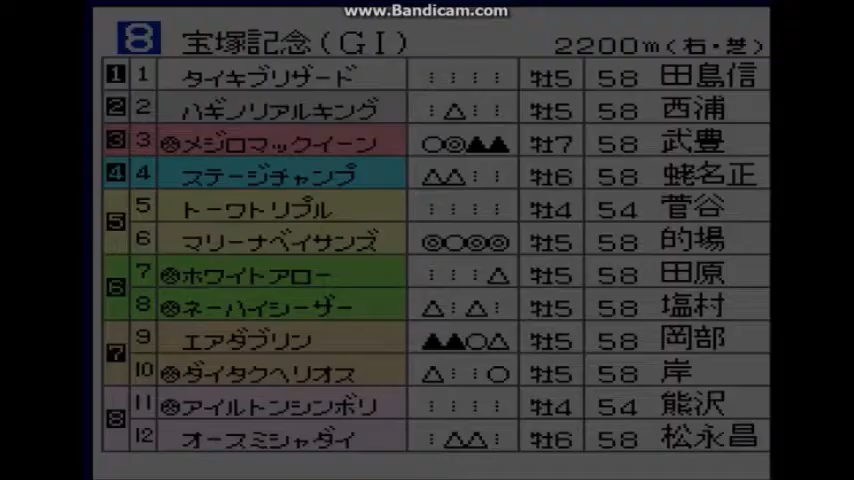 www.Bandicam.com
8 宝塚記念(GI) 2200m(右・芝)
1 1 タイキブリザード :::: 牡5 58 田島信
2 2 ハギノリアルキング :△:: 牡5 58 西浦
3 3 メジロマックイーン ○◎▲▲ 牡7 58 武豊
4 4 ステージチャンプ △△:: 牡6 58 蛯名正
5 5 トーワトリプル :::: 牡4 54 菅谷
6 マリーナベイサンズ ◎○◎◎ 牡5 58 的場
6 7 ホワイトアロー :::△ 牡5 58 田原
8 ネーハイシーザー △:△: 牡5 58 塩村
7 9 エアダブリン ▲▲○△ 牡5 58 岡部
10 ダイタクヘリオス △::○ 牡5 58 岸
8 11 アイルトンシンボリ :::: 牡4 54 熊沢
12 オースミシャダイ :△△: 牡6 58 松永昌